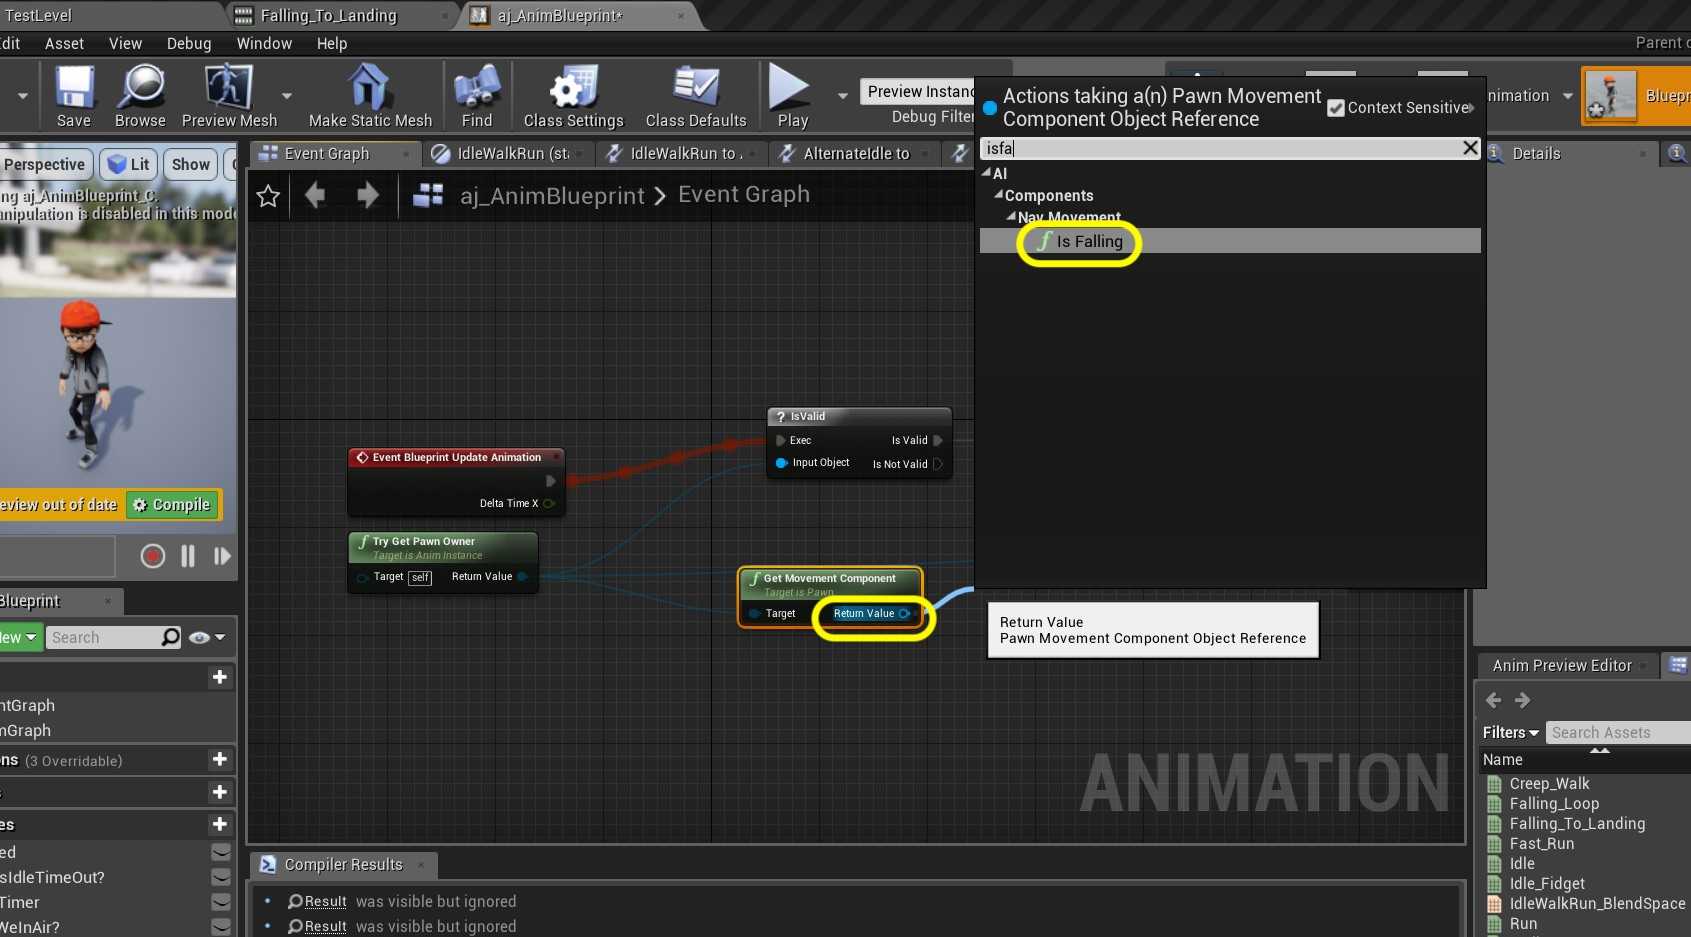 TestLevel
Falling_To_Landing
aj_AnimBlueprint*
Edit Asset View Debug Window Help
Parent
Save
Browse
Preview Mesh
Make Static Mesh
Find
Class Settings
Class Defaults
Play
Preview Instanc
Debug Filter
nimation
Bluepr
Actions taking a(n) Pawn Movement
Component Object Reference
Context Sensitive
isfa
AI
Components
Nav Movement
f Is Falling
Details
Perspective
Lit
Show
ng aj_AnimBlueprint_C.
anipulation is disabled in this mode
Event Graph
IdleWalkRun (sta
IdleWalkRun to
AlternateIdle to
aj_AnimBlueprint > Event Graph
? IsValid
Exec
Is Valid
Input Object
Is Not Valid
Event Blueprint Update Animation
Delta Time X
f Try Get Pawn Owner
Target is Anim Instance
Target self
Return Value
f Get Movement Component
Target is Pawn
Target
Return Value
Return Value
Pawn Movement Component Object Reference
ANIMATION
eview out of date
Compile
Blueprint
ew
Search
ntGraph
mGraph
ons (3 Overridable)
s
es
ed
sIdleTimeOut?
Timer
WeInAir?
Compiler Results
Result was visible but ignored
Result was visible but ignored
Anim Preview Editor
Filters
Search Assets
Name
Creep_Walk
Falling_Loop
Falling_To_Landing
Fast_Run
Idle
Idle_Fidget
IdleWalkRun_BlendSpace
Run